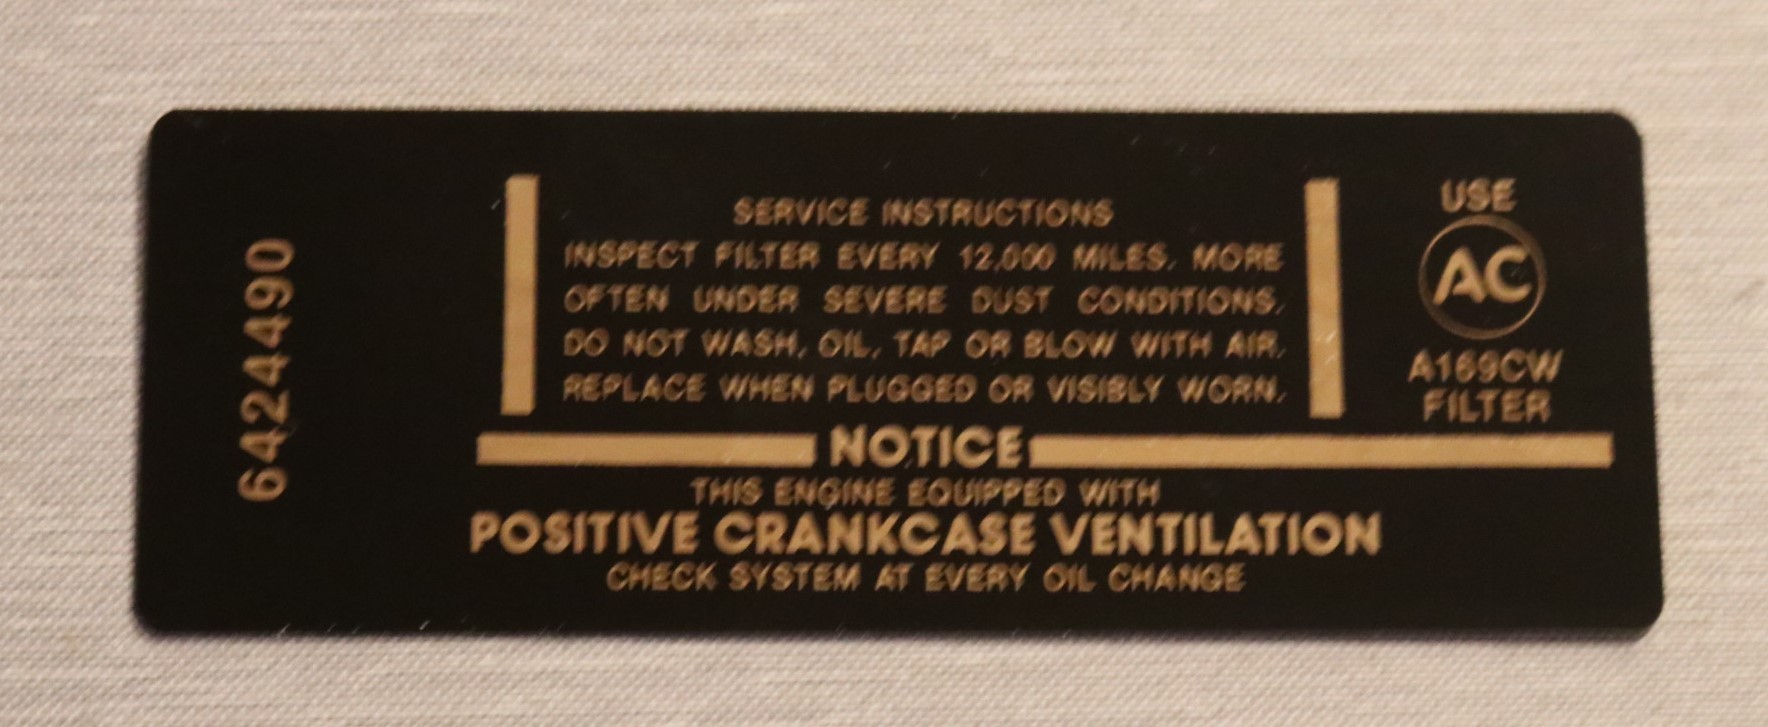 6424490
SERVICE INSTRUCTIONS
INSPECT FILTER EVERY 12,000 MILES. MORE
OFTEN UNDER SEVERE DUST CONDITIONS.
DO NOT WASH, OIL, TAP OR BLOW WITH AIR.
REPLACE WHEN PLUGGED OR VISIBLY WORN.
USE
AC
A169CW
FILTER
NOTICE
THIS ENGINE EQUIPPED WITH
POSITIVE CRANKCASE VENTILATION
CHECK SYSTEM AT EVERY OIL CHANGE